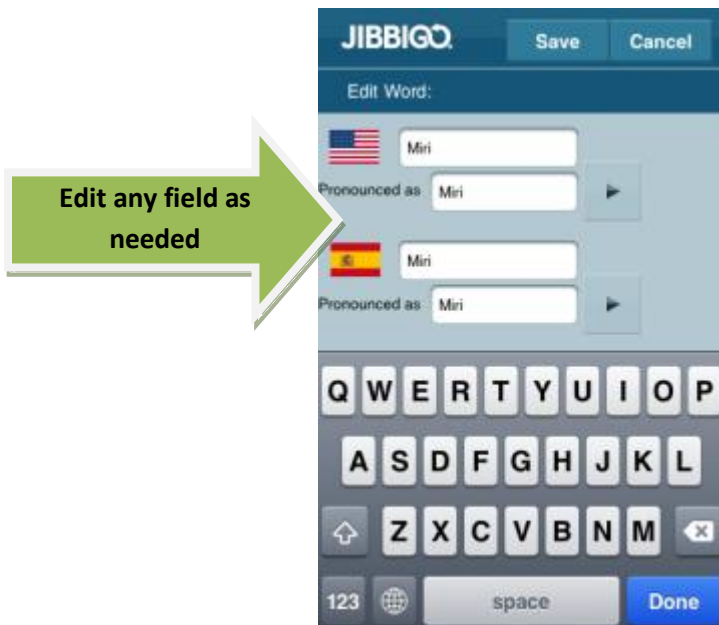 JIBBIGO Save Cancel
Edit Word:
Miri
Pronounced as Miri
Edit any field as
needed
Miri
Pronounced as Miri
Q W E R T Y U I O P
A S D F G H J K L
Z X C V B N M
123 space Done